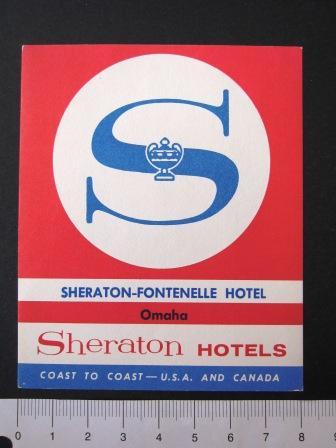 S
SHERATON-FONTENELLE HOTEL
Omaha
Sheraton HOTELS
COAST TO COAST — U.S.A. AND CANADA
0 1 2 3 4 5 6 7 8